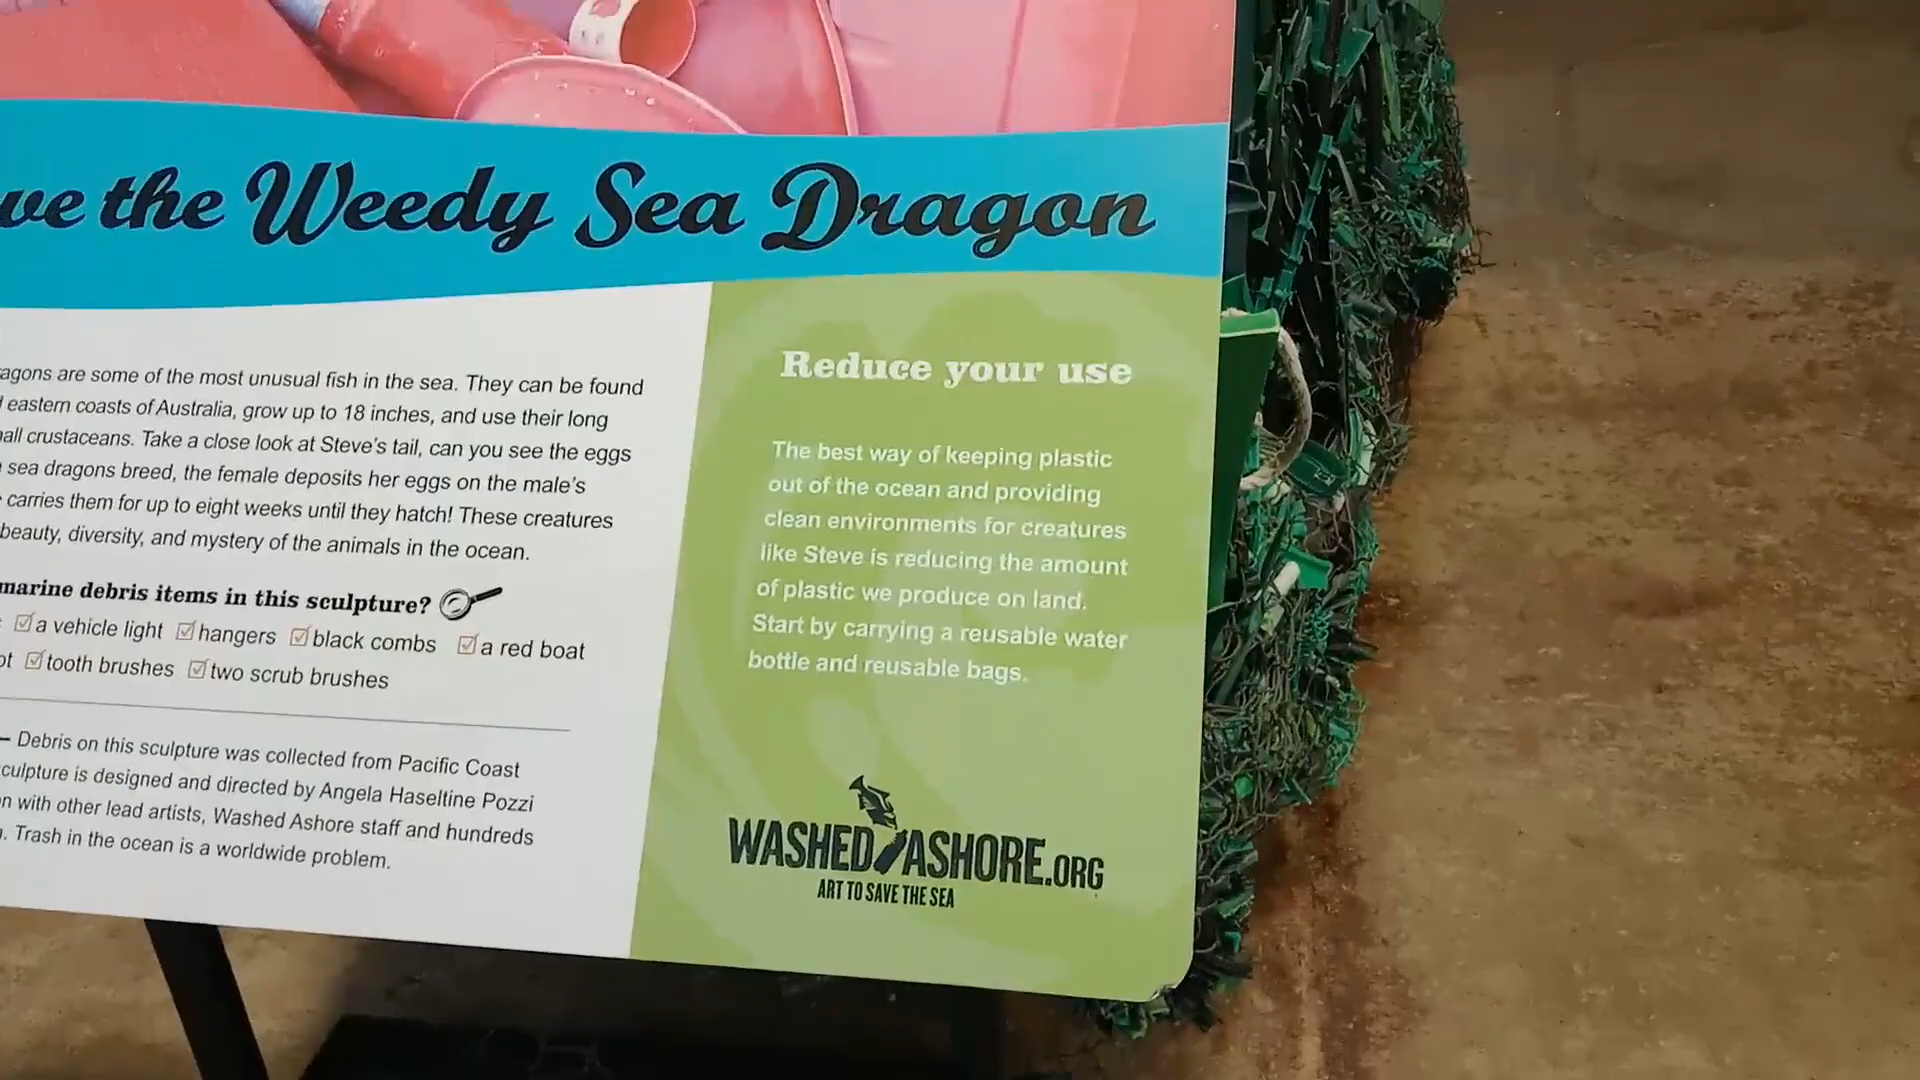 the Weedy Sea Dragon
are some of the most unusual fish in the sea. They can be found
eastern coasts of Australia, grow up to 18 inches, and use their long
crustaceans. Take a close look at Steve's tail, can you see the eggs
sea dragons breed, the female deposits her eggs on the male's
carries them for up to eight weeks until they hatch! These creatures
beauty, diversity, and mystery of the animals in the ocean.
marine debris items in this sculpture?
a vehicle light hangers black combs a red boat
tooth brushes two scrub brushes
– Debris on this sculpture was collected from Pacific Coast
sculpture is designed and directed by Angela Haseltine Pozzi
with other lead artists, Washed Ashore staff and hundreds
. Trash in the ocean is a worldwide problem.
Reduce your use
The best way of keeping plastic
out of the ocean and providing
clean environments for creatures
like Steve is reducing the amount
of plastic we produce on land.
Start by carrying a reusable water
bottle and reusable bags.
WASHED ASHORE.ORG
ART TO SAVE THE SEA